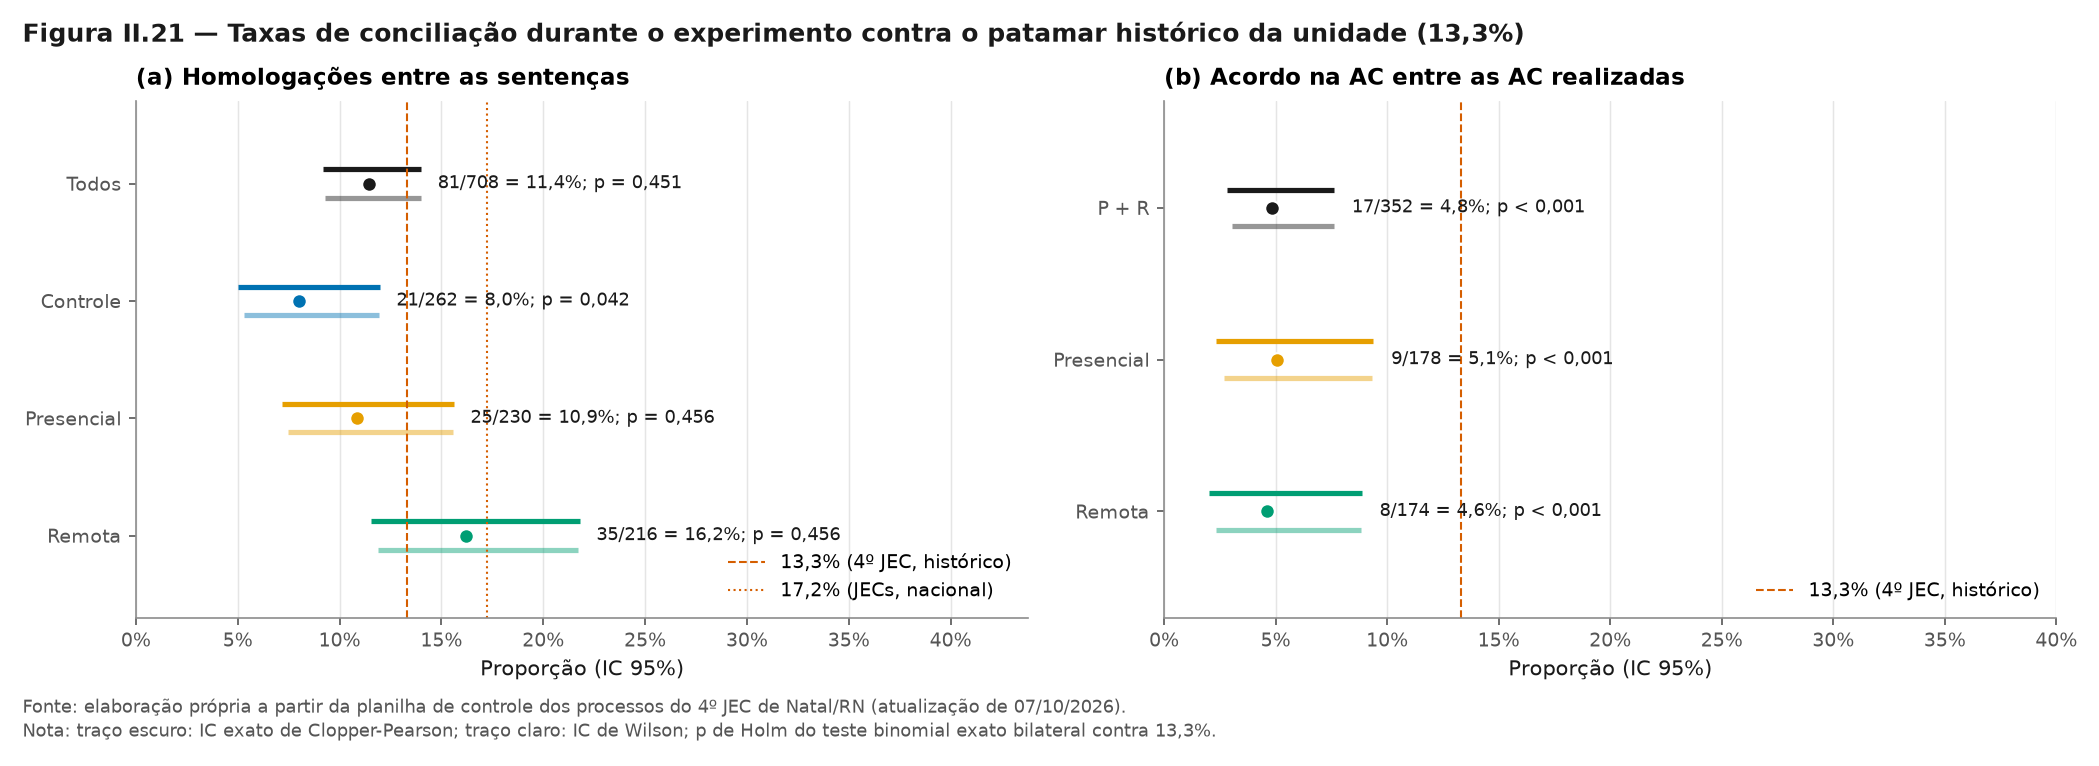 Figura II.21 — Taxas de conciliação durante o experimento contra o patamar histórico da unidade (13,3%)
(a) Homologações entre as sentenças
Todos
81/708 = 11,4%; p = 0,451
Controle
21/262 = 8,0%; p = 0,042
Presencial
25/230 = 10,9%; p = 0,456
Remota
35/216 = 16,2%; p = 0,456
13,3% (4º JEC, histórico)
17,2% (JECs, nacional)
0% 5% 10% 15% 20% 25% 30% 35% 40%
Proporção (IC 95%)
(b) Acordo na AC entre as AC realizadas
P + R
17/352 = 4,8%; p < 0,001
Presencial
9/178 = 5,1%; p < 0,001
Remota
8/174 = 4,6%; p < 0,001
13,3% (4º JEC, histórico)
0% 5% 10% 15% 20% 25% 30% 35% 40%
Proporção (IC 95%)
Fonte: elaboração própria a partir da planilha de controle dos processos do 4º JEC de Natal/RN (atualização de 07/10/2026).
Nota: traço escuro: IC exato de Clopper-Pearson; traço claro: IC de Wilson; p de Holm do teste binomial exato bilateral contra 13,3%.